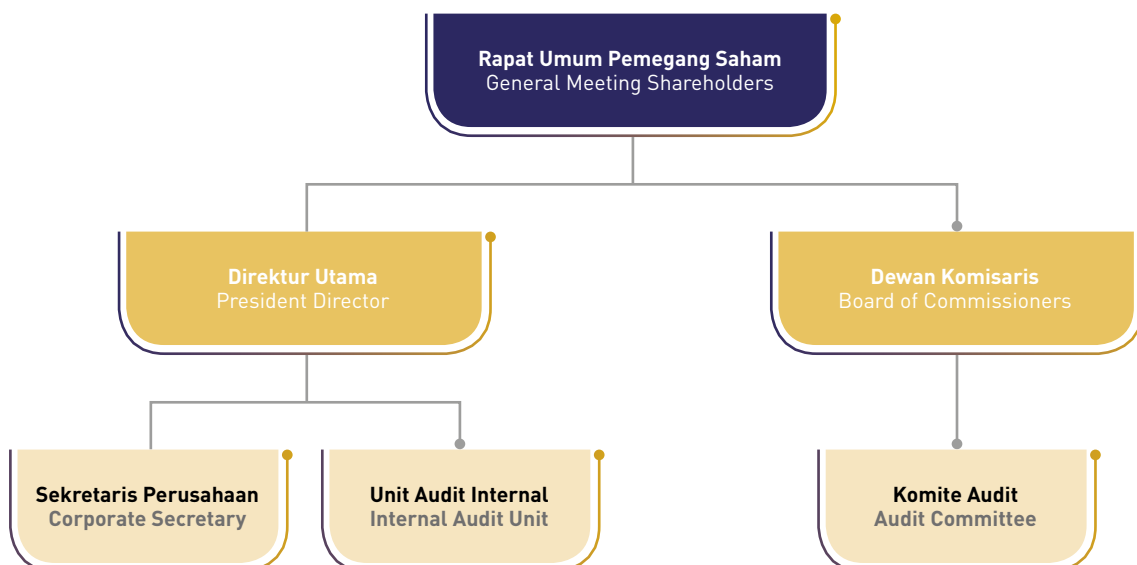 Rapat Umum Pemegang Saham
General Meeting Shareholders
Direktur Utama
President Director
Dewan Komisaris
Board of Commissioners
Sekretaris Perusahaan
Corporate Secretary
Unit Audit Internal
Internal Audit Unit
Komite Audit
Audit Committee